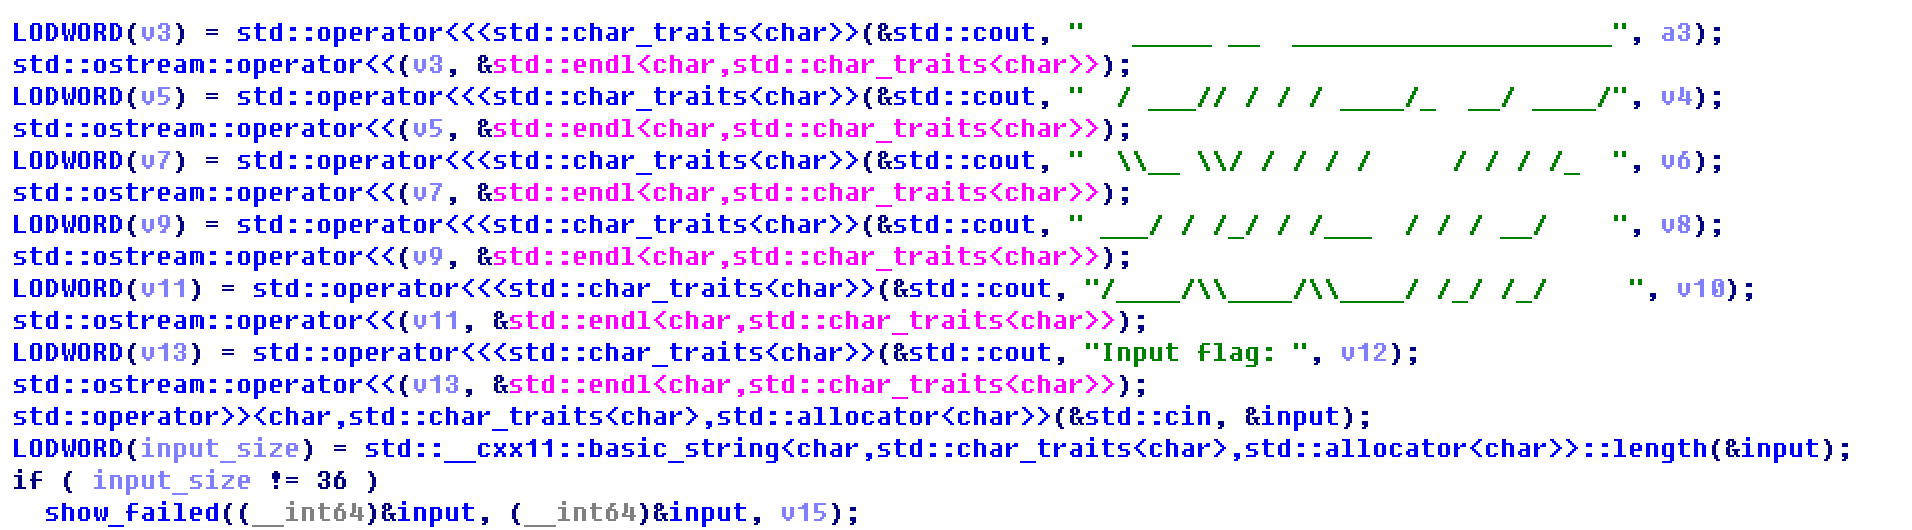 LODWORD(v3) = std::operator<<<std::char_traits<char>>(&std::cout, "   _____ __  ____________________", a3);
std::ostream::operator<<(v3, &std::endl<char,std::char_traits<char>>);
LODWORD(v5) = std::operator<<<std::char_traits<char>>(&std::cout, "  / ___// / / / ____/_  __/ ____/", v4);
std::ostream::operator<<(v5, &std::endl<char,std::char_traits<char>>);
LODWORD(v7) = std::operator<<<std::char_traits<char>>(&std::cout, "  \\__ \\/ / / / /     / / / /_  ", v6);
std::ostream::operator<<(v7, &std::endl<char,std::char_traits<char>>);
LODWORD(v9) = std::operator<<<std::char_traits<char>>(&std::cout, " ___/ / /_/ / /___  / / / __/    ", v8);
std::ostream::operator<<(v9, &std::endl<char,std::char_traits<char>>);
LODWORD(v11) = std::operator<<<std::char_traits<char>>(&std::cout, "/____/\\____/\\____/ /_/ /_/     ", v10);
std::ostream::operator<<(v11, &std::endl<char,std::char_traits<char>>);
LODWORD(v13) = std::operator<<<std::char_traits<char>>(&std::cout, "Input flag: ", v12);
std::ostream::operator<<(v13, &std::endl<char,std::char_traits<char>>);
std::operator>><char,std::char_traits<char>,std::allocator<char>>(&std::cin, &input);
LODWORD(input_size) = std::__cxx11::basic_string<char,std::char_traits<char>,std::allocator<char>>::length(&input);
if ( input_size != 36 )
  show_failed((__int64)&input, (__int64)&input, v15);